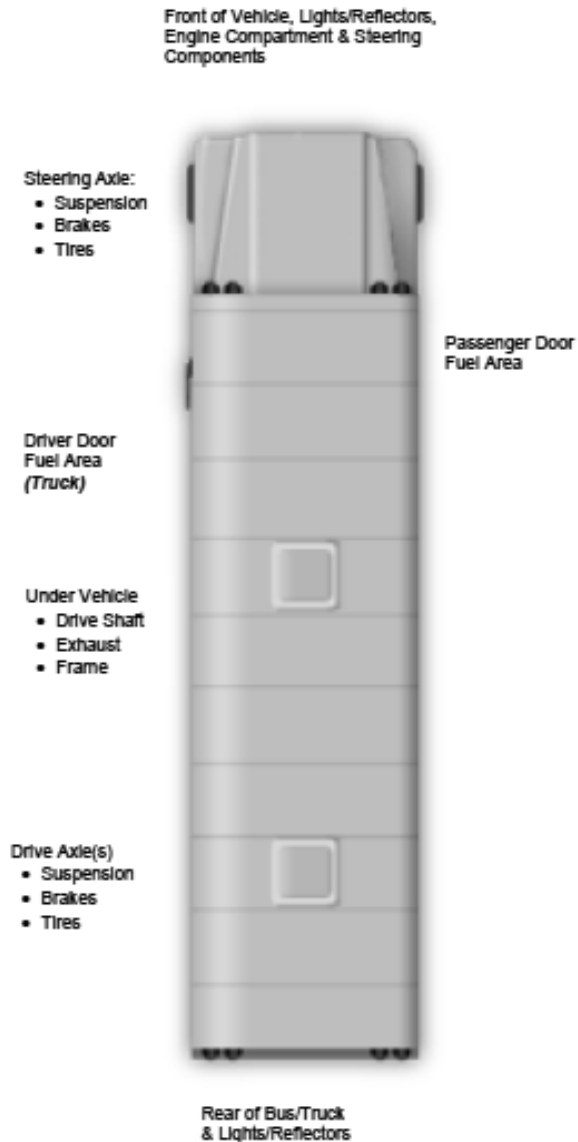 Front of Vehicle, Lights/Reflectors,
Engine Compartment & Steering
Components
Steering Axle:
• Suspension
• Brakes
• Tires
Passenger Door
Fuel Area
Driver Door
Fuel Area
(Truck)
Under Vehicle
• Drive Shaft
• Exhaust
• Frame
Drive Axle(s)
• Suspension
• Brakes
• Tires
Rear of Bus/Truck
& Lights/Reflectors